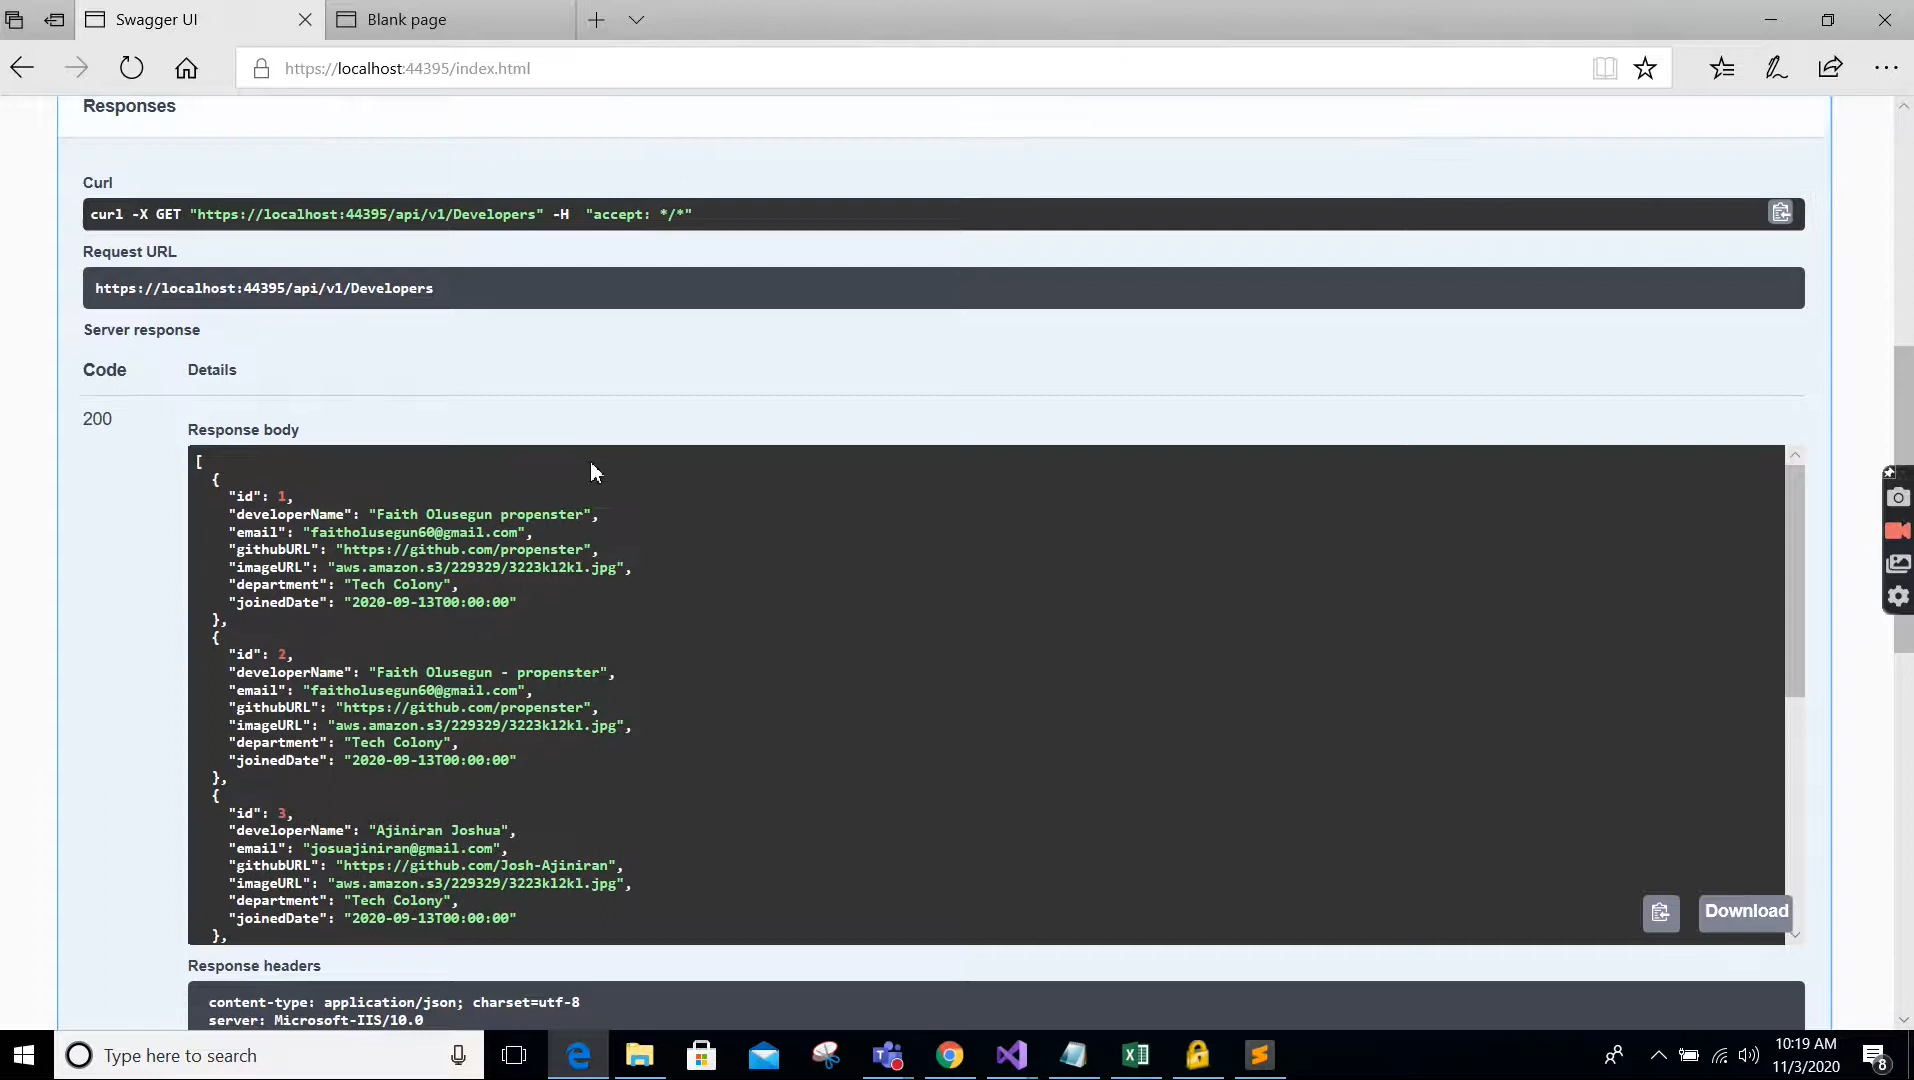 Swagger UI
Blank page
https://localhost:44395/index.html
Responses
Curl
curl -X GET "https://localhost:44395/api/v1/Developers" -H  "accept: */*"
Request URL
https://localhost:44395/api/v1/Developers
Server response
Code Details
200
Response body
[
{
"id": 1,
"developerName": "Faith Olusegun propenster",
"email": "faitholusegun60@gmail.com",
"githubURL": "https://github.com/propenster",
"imageURL": "aws.amazon.s3/229329/3223kl2kl.jpg",
"department": "Tech Colony",
"joinedDate": "2020-09-13T00:00:00"
},
{
"id": 2,
"developerName": "Faith Olusegun - propenster",
"email": "faitholusegun60@gmail.com",
"githubURL": "https://github.com/propenster",
"imageURL": "aws.amazon.s3/229329/3223kl2kl.jpg",
"department": "Tech Colony",
"joinedDate": "2020-09-13T00:00:00"
},
{
"id": 3,
"developerName": "Ajiniran Joshua",
"email": "josuajiniran@gmail.com",
"githubURL": "https://github.com/Josh-Ajiniran",
"imageURL": "aws.amazon.s3/229329/3223kl2kl.jpg",
"department": "Tech Colony",
"joinedDate": "2020-09-13T00:00:00"
},
Download
Response headers
content-type: application/json; charset=utf-8
server: Microsoft-IIS/10.0
Type here to search
10:19 AM
11/3/2020
8